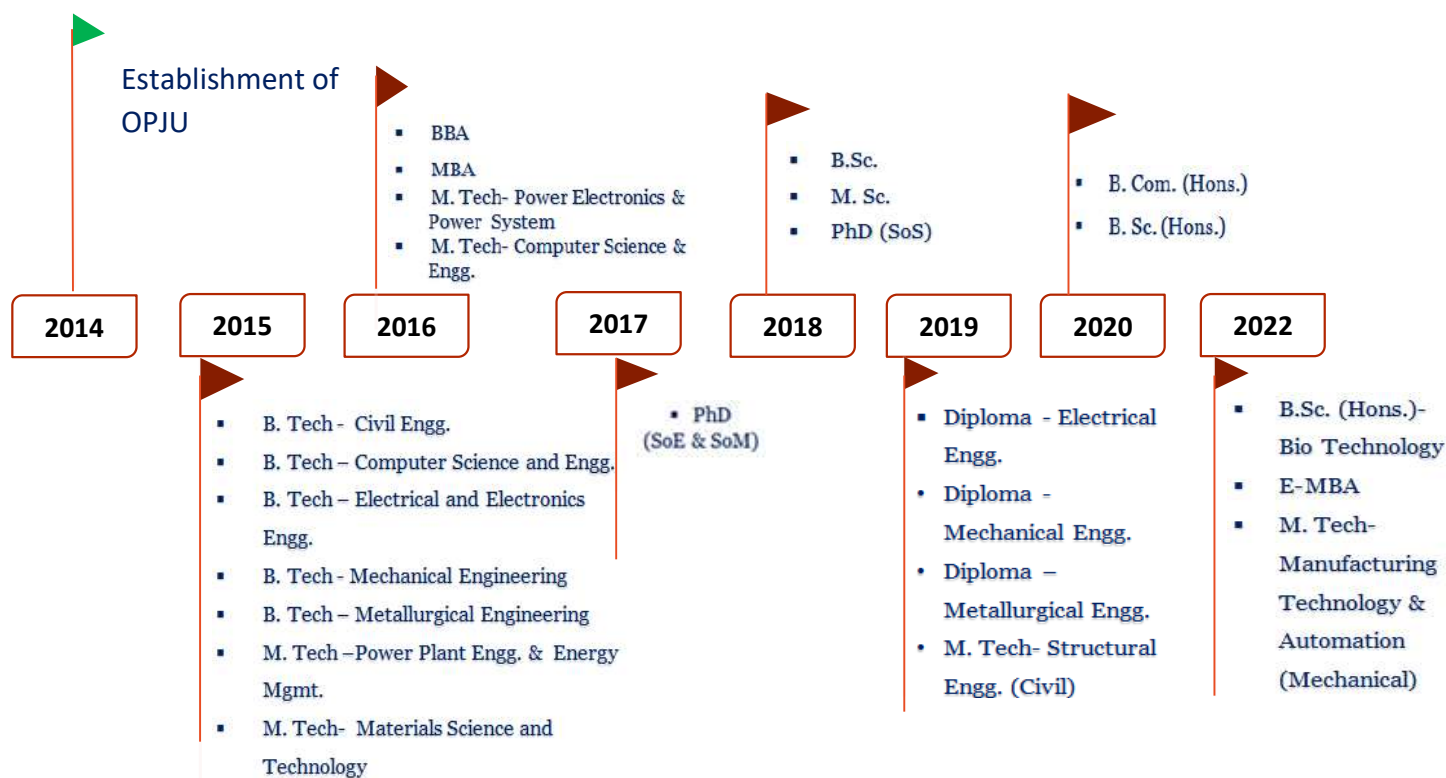 Establishment of
OPJU
▪ BBA
▪ MBA
▪ M. Tech- Power Electronics &
Power System
▪ M. Tech- Computer Science &
Engg.
▪ B.Sc.
▪ M. Sc.
▪ PhD (SoS)
▪ B. Com. (Hons.)
▪ B. Sc. (Hons.)
2014
2015
2016
2017
2018
2019
2020
2022
▪ B. Tech - Civil Engg.
▪ B. Tech – Computer Science and Engg.
▪ B. Tech – Electrical and Electronics
Engg.
▪ B. Tech - Mechanical Engineering
▪ B. Tech – Metallurgical Engineering
▪ M. Tech –Power Plant Engg. & Energy
Mgmt.
▪ M. Tech- Materials Science and
Technology
▪ PhD
(SoE & SoM)
▪ Diploma - Electrical
Engg.
• Diploma -
Mechanical Engg.
• Diploma –
Metallurgical Engg.
• M. Tech- Structural
Engg. (Civil)
▪ B.Sc. (Hons.)-
Bio Technology
▪ E-MBA
▪ M. Tech-
Manufacturing
Technology &
Automation
(Mechanical)